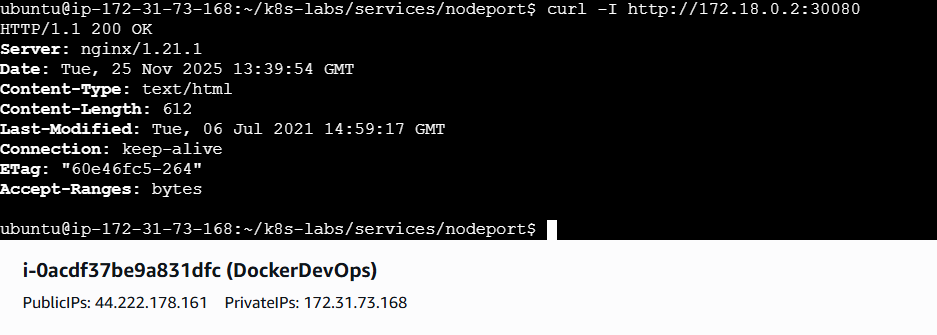 ubuntu@ip-172-31-73-168:~/k8s-labs/services/nodeport$ curl -I http://172.18.0.2:30080
HTTP/1.1 200 OK
Server: nginx/1.21.1
Date: Tue, 25 Nov 2025 13:39:54 GMT
Content-Type: text/html
Content-Length: 612
Last-Modified: Tue, 06 Jul 2021 14:59:17 GMT
Connection: keep-alive
ETag: "60e46fc5-264"
Accept-Ranges: bytes
ubuntu@ip-172-31-73-168:~/k8s-labs/services/nodeport$
i-0acdf37be9a831dfc (DockerDevOps)
PublicIPs: 44.222.178.161 PrivateIPs: 172.31.73.168